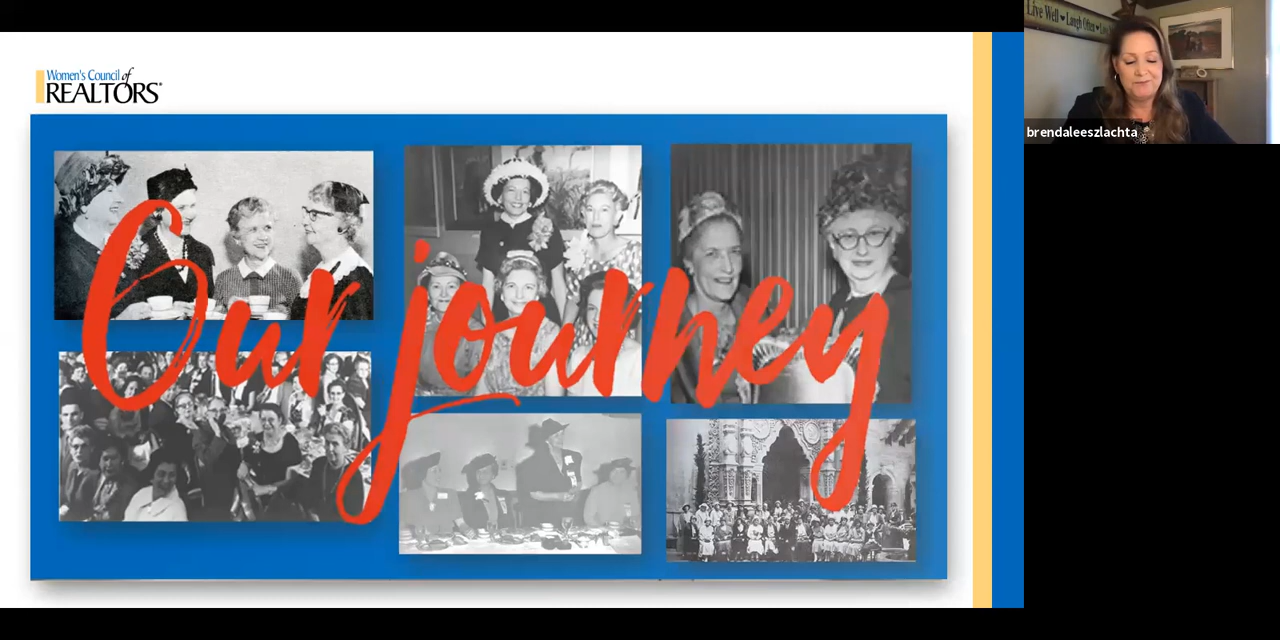 Women's Council of
REALTORS®
Our journey
Live Well ♥ Laugh Often ♥
brendaleeszlachta